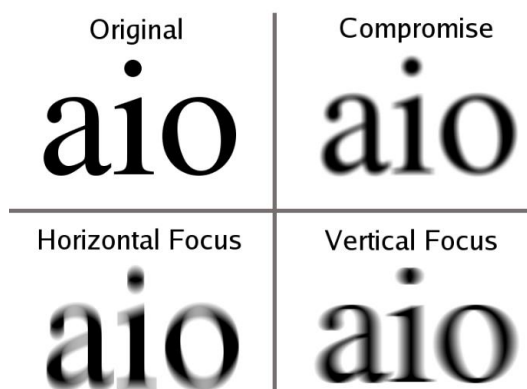 Original
aio
Compromise
aio
Horizontal Focus
aio
Vertical Focus
aio